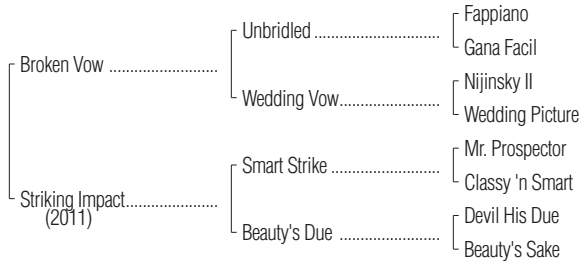 Fappiano
Unbridled
Gana Facil
Broken Vow
Nijinsky II
Wedding Vow
Wedding Picture
Mr. Prospector
Smart Strike
Classy 'n Smart
Striking Impact
(2011)
Devil His Due
Beauty's Due
Beauty's Sake